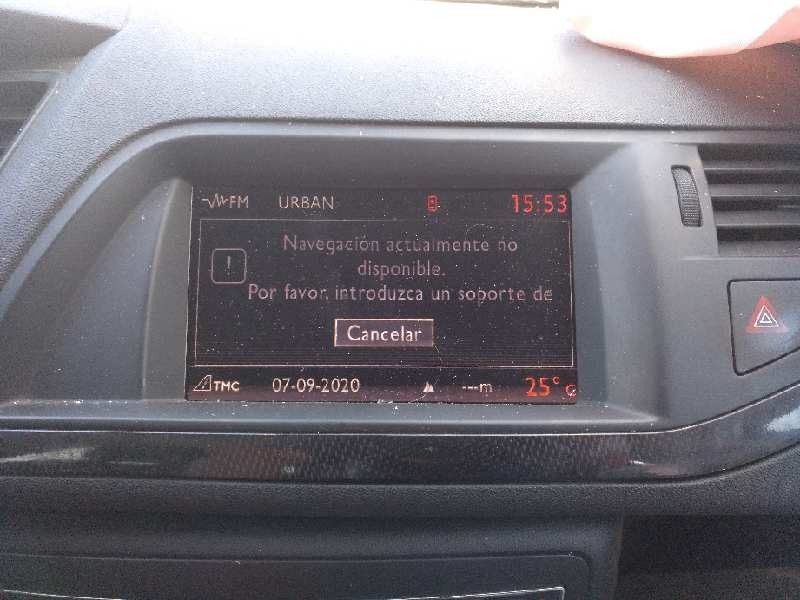 FM URBAN 15:53
Navegación actualmente no
disponible.
Por favor, introduzca un soporte de
Cancelar
TMC 07-09-2020 ---m 25°C